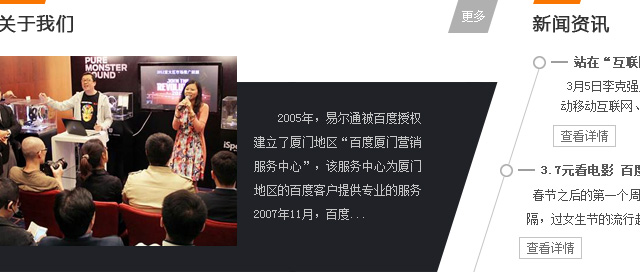 关于我们
更多
PURE
MONSTER
SOUND
JOIN THE
2005年，易尔通被百度授权
建立了厦门地区“百度厦门营销
服务中心”，该服务中心为厦门
地区的百度客户提供专业的服务
2007年11月，百度...
新闻资讯
站在“互联
3月5日李克强
动移动互联网、
查看详情
3.7元看电影 百度
春节之后的第一个周
隔，过女生节的流行
查看详情